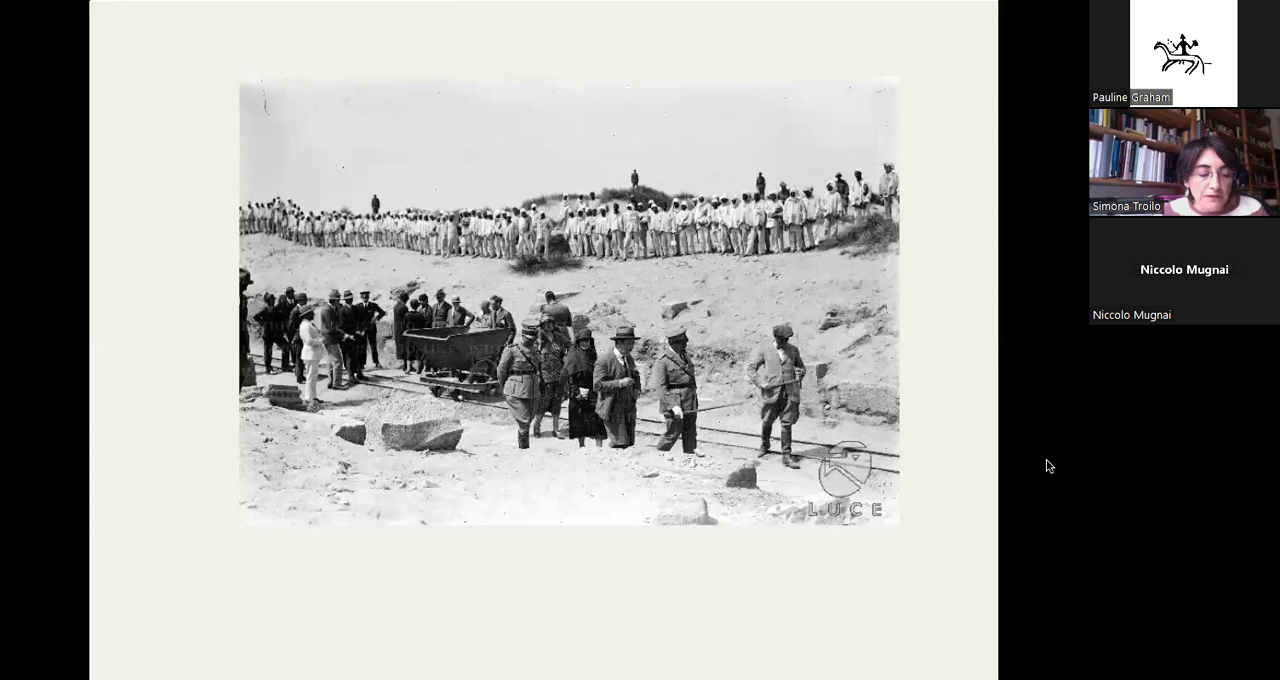 LUCE
Pauline Graham
Simona Troilo
Niccolo Mugnai
Niccolo Mugnai